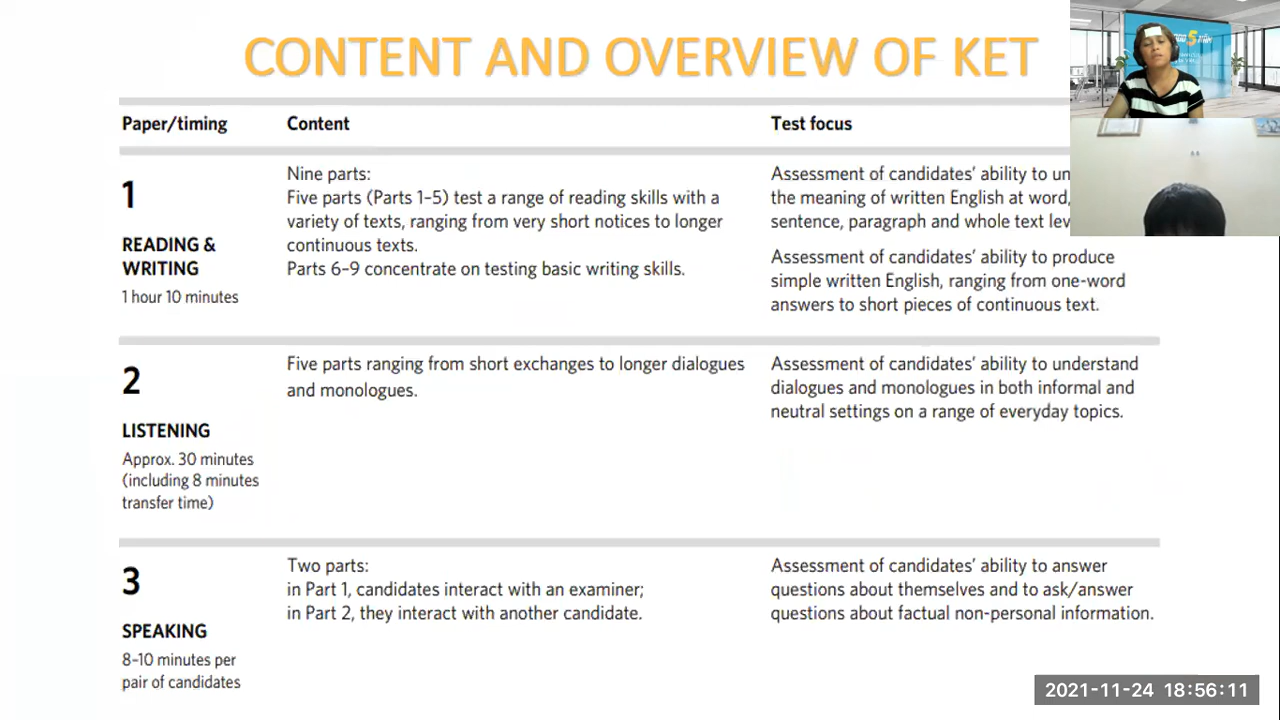 CONTENT AND OVERVIEW OF KET
Paper/timing
Content
Test focus
1
READING &
WRITING
1 hour 10 minutes
Nine parts:
Five parts (Parts 1–5) test a range of reading skills with a
variety of texts, ranging from very short notices to longer
continuous texts.
Parts 6–9 concentrate on testing basic writing skills.
Assessment of candidates’ ability to
the meaning of written English at word,
sentence, paragraph and whole text
Assessment of candidates’ ability to produce
simple written English, ranging from one-word
answers to short pieces of continuous text.
2
LISTENING
Approx. 30 minutes
(including 8 minutes
transfer time)
Five parts ranging from short exchanges to longer dialogues
and monologues.
Assessment of candidates’ ability to understand
dialogues and monologues in both informal and
neutral settings on a range of everyday topics.
3
SPEAKING
8–10 minutes per
pair of candidates
Two parts:
in Part 1, candidates interact with an examiner;
in Part 2, they interact with another candidate.
Assessment of candidates’ ability to answer
questions about themselves and to ask/answer
questions about factual non-personal information.
2021-11-24 18:56:11